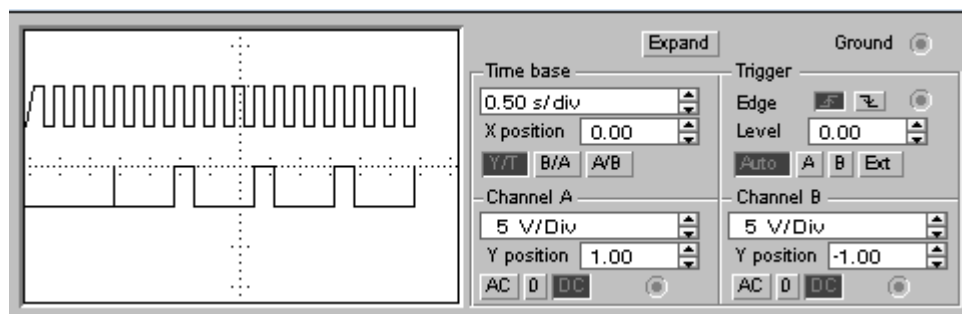 Expand Ground
Time base
0.50 s/div
X position 0.00
Y/T B/A A/B
Channel A
5 V/Div
Y position 1.00
AC 0 DC
Trigger
Edge
Level 0.00
Auto A B Ext
Channel B
5 V/Div
Y position -1.00
AC 0 DC